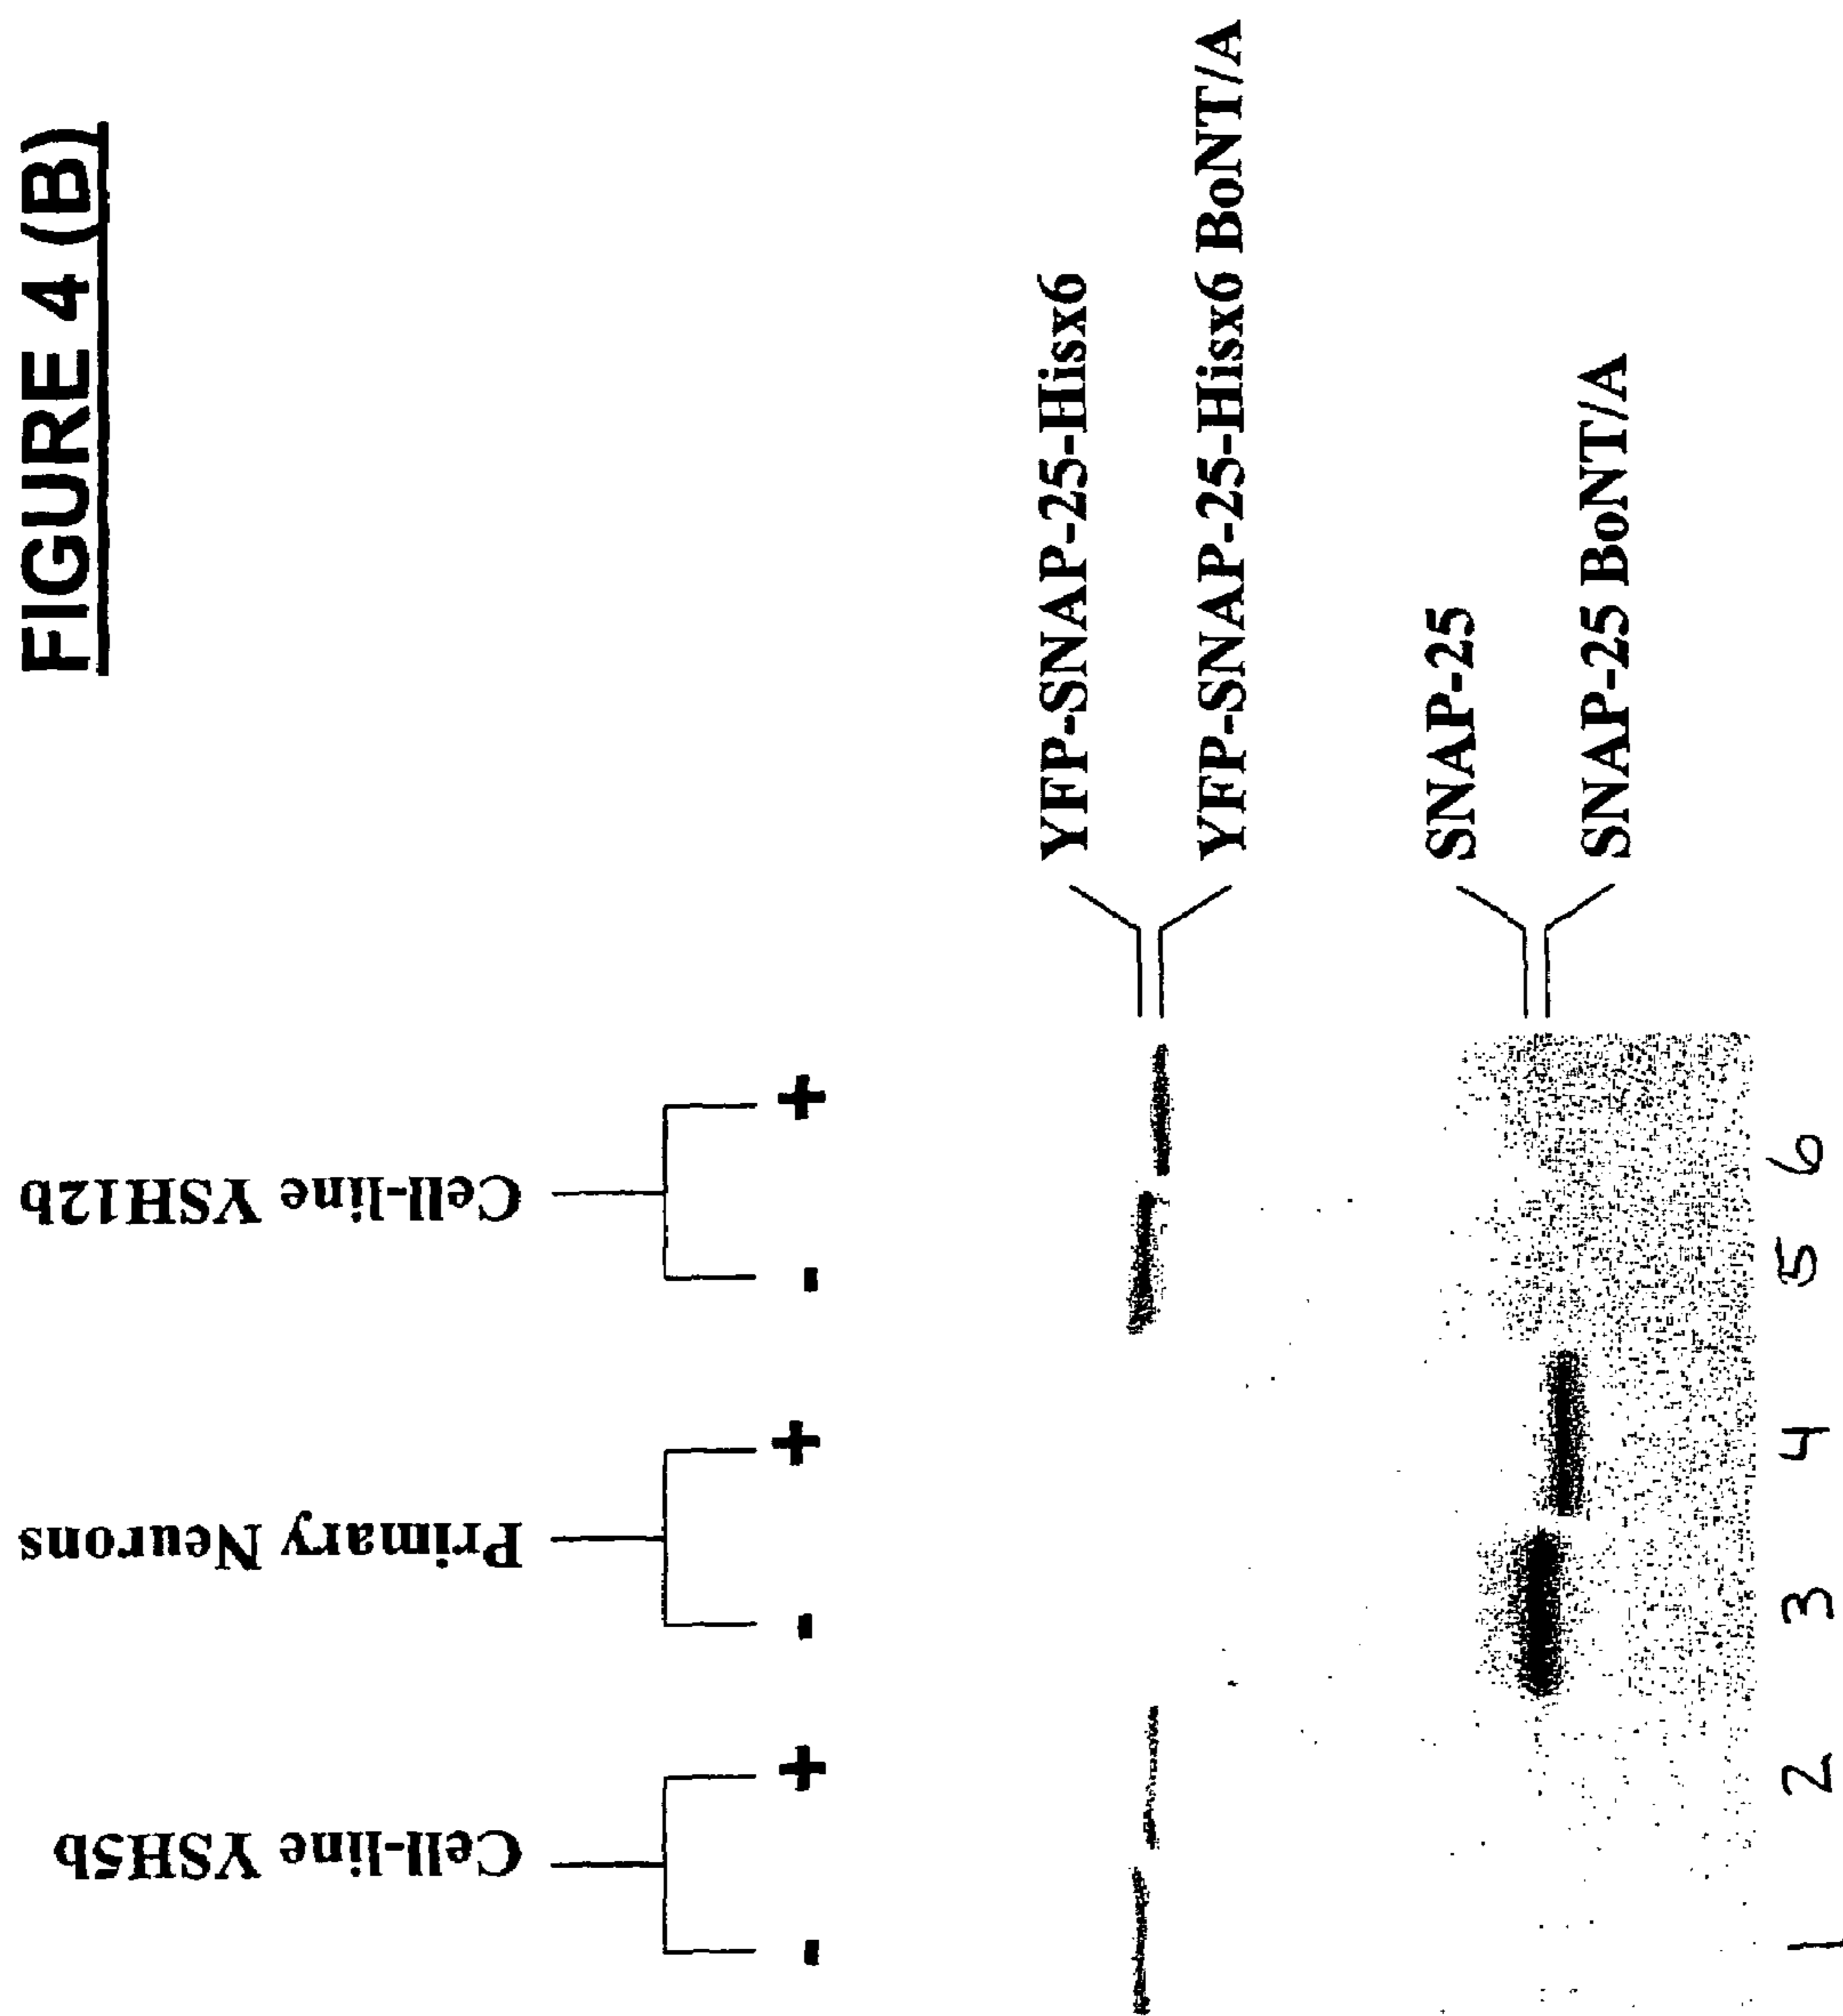 FIGURE 4 (B)
Cell-line YSH5b
Primary Neurons
Cell-line YSH12b
- + - + - +
YFP-SNAP-25-Hisx6
YFP-SNAP-25-Hisx6 BoNT/A
SNAP-25
SNAP-25 BoNT/A
1 2 3 4 5 6